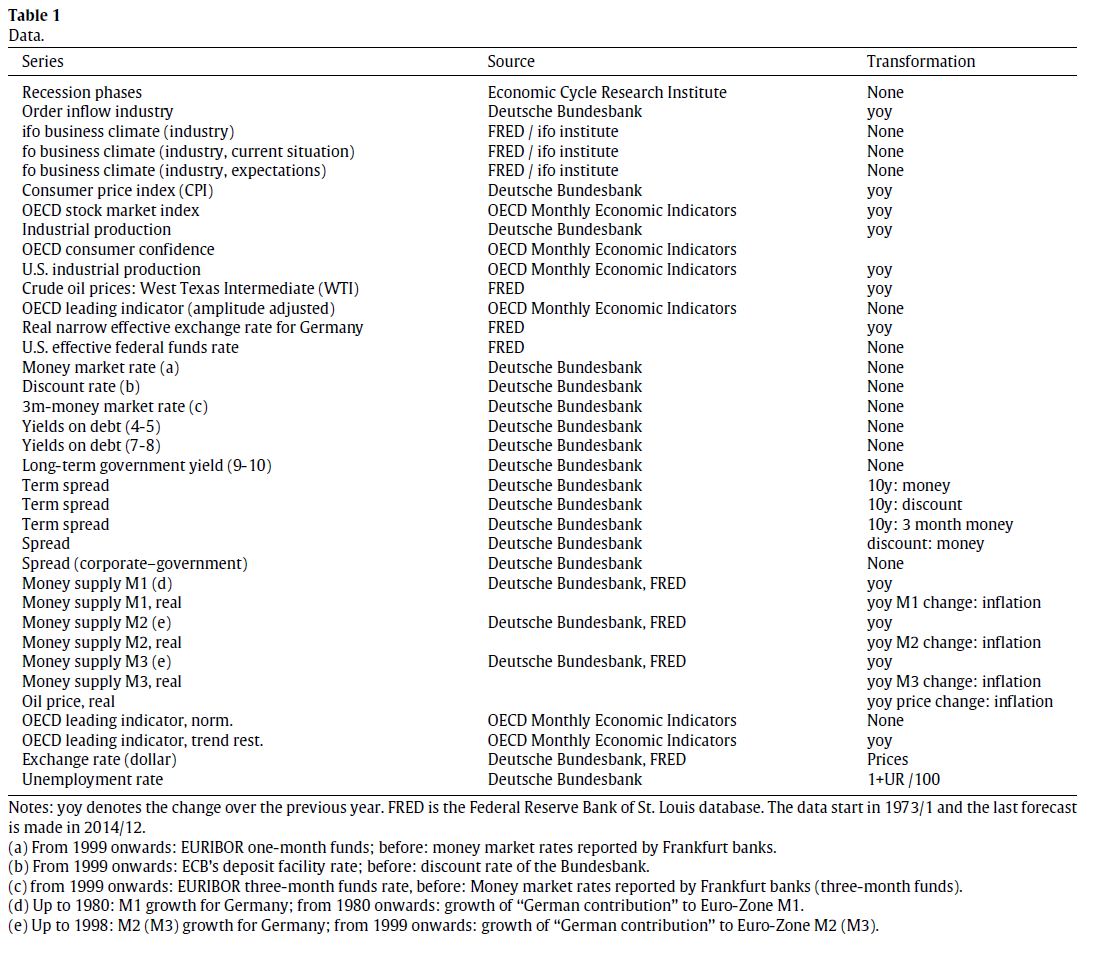 Table 1
Data.
Series Source Transformation
Recession phases Economic Cycle Research Institute None
Order inflow industry Deutsche Bundesbank yoy
ifo business climate (industry) FRED / ifo institute None
fo business climate (industry, current situation) FRED / ifo institute None
fo business climate (industry, expectations) FRED / ifo institute None
Consumer price index (CPI) Deutsche Bundesbank yoy
OECD stock market index OECD Monthly Economic Indicators yoy
Industrial production Deutsche Bundesbank yoy
OECD consumer confidence OECD Monthly Economic Indicators
U.S. industrial production OECD Monthly Economic Indicators yoy
Crude oil prices: West Texas Intermediate (WTI) FRED yoy
OECD leading indicator (amplitude adjusted) OECD Monthly Economic Indicators None
Real narrow effective exchange rate for Germany FRED yoy
U.S. effective federal funds rate FRED None
Money market rate (a) Deutsche Bundesbank None
Discount rate (b) Deutsche Bundesbank None
3m-money market rate (c) Deutsche Bundesbank None
Yields on debt (4-5) Deutsche Bundesbank None
Yields on debt (7-8) Deutsche Bundesbank None
Long-term government yield (9-10) Deutsche Bundesbank None
Term spread Deutsche Bundesbank 10y: money
Term spread Deutsche Bundesbank 10y: discount
Term spread Deutsche Bundesbank 10y: 3 month money
Spread Deutsche Bundesbank discount: money
Spread (corporate–government) Deutsche Bundesbank None
Money supply M1 (d) Deutsche Bundesbank, FRED yoy
Money supply M1, real yoy M1 change: inflation
Money supply M2 (e) Deutsche Bundesbank, FRED yoy
Money supply M2, real yoy M2 change: inflation
Money supply M3 (e) Deutsche Bundesbank, FRED yoy
Money supply M3, real yoy M3 change: inflation
Oil price, real yoy price change: inflation
OECD leading indicator, norm. OECD Monthly Economic Indicators None
OECD leading indicator, trend rest. OECD Monthly Economic Indicators yoy
Exchange rate (dollar) Deutsche Bundesbank, FRED Prices
Unemployment rate Deutsche Bundesbank 1+UR /100
Notes: yoy denotes the change over the previous year. FRED is the Federal Reserve Bank of St. Louis database. The data start in 1973/1 and the last forecast
is made in 2014/12.
(a) From 1999 onwards: EURIBOR one-month funds; before: money market rates reported by Frankfurt banks.
(b) From 1999 onwards: ECB's deposit facility rate; before: discount rate of the Bundesbank.
(c) from 1999 onwards: EURIBOR three-month funds rate, before: Money market rates reported by Frankfurt banks (three-month funds).
(d) Up to 1980: M1 growth for Germany; from 1980 onwards: growth of “German contribution” to Euro-Zone M1.
(e) Up to 1998: M2 (M3) growth for Germany; from 1999 onwards: growth of “German contribution” to Euro-Zone M2 (M3).